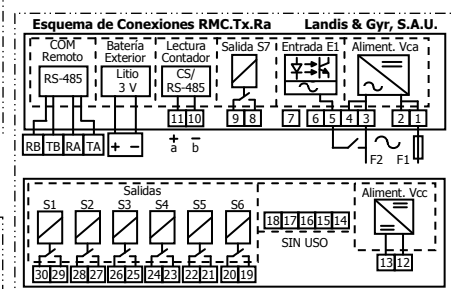 Esquema de Conexiones RMC.Tx.Ra Landis & Gyr, S.A.U.
COM Remoto
Batería Exterior
Lectura Contador
Salida S7
Entrada E1
Aliment. Vca
RS-485
Litio 3 V
CS/ RS-485
11 10 9 8 7 6 5 4 3 2 1
RB TB RA TA + -
+ a
- b
F2 F1
Salidas
S1 S2 S3 S4 S5 S6
18 17 16 15 14
SIN USO
Aliment. Vcc
30 29 28 27 26 25 24 23 22 21 20 19
13 12